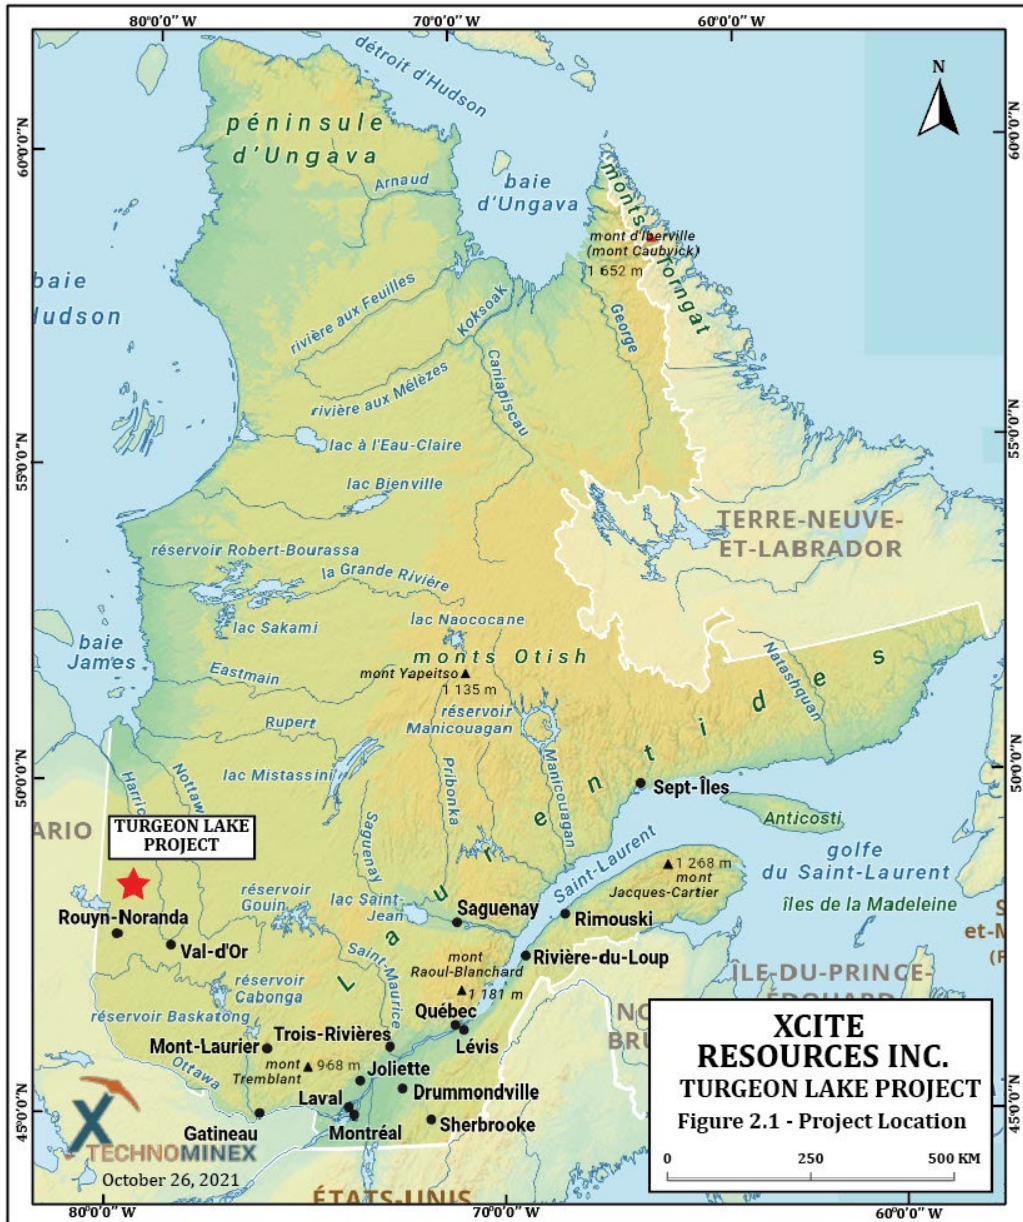 80°0'0" W
70°0'0" W
60°0'0" W
60°0'0"N
60°0'0"N
55°0'0"N
55°0'0"N
50°0'0"N
50°0'0"N
45°0'0"N
80°0'0" W
70°0'0" W
60°0'0" W
N
détroit d'Hudson
péninsule
d'Ungava
Arnaud
baie
d'Ungava
monts Torngat
mont d'Iberville
(mont Caubvick)
1 652 m
baie
Hudson
rivière aux Feuilles
Koksoak
George
Caniapiscau
rivière aux Mélèzes
lac à l'Eau-Claire
lac Bienville
TERRE-NEUVE-
ET-LABRADOR
réservoir Robert-Bourassa
la Grande Rivière
lac Sakami
lac Naococane
baie
James
monts Otish
Natashquan
Eastmain
mont Yapeitso
1 135 m
réservoir
Manicouagan
Rupert
lac Mistassini
Harric
Nottaw
Pribonka
Manicouagan
Sept-Îles
Saguenay
Laurentides
Anticosti
ARIO
TURGEON LAKE
PROJECT
Saint-Laurent
golfe
du Saint-Laurent
1 268 m
mont
Jacques-Cartier
îles de la Madeleine
réservoir
Gouin
lac Saint-
Jean
Saguenay
Rimouski
Rouyn-Noranda
Val-d'Or
Saint-Maurice
mont
Raoul-Blanchard
1 181 m
Rivière-du-Loup
et-M
ÎLE-DU-PRINCE-
ÉDOUARD
réservoir
Cabonga
réservoir Baskatong
Québec
Lévis
NO
BRU
Trois-Rivières
Mont-Laurier
mont
Tremblant
968 m
Joliette
Ottawa
Drummondville
Laval
Montréal
Sherbrooke
Gatineau
X
TECHNOMINEX
October 26, 2021
ÉTATS-UNIS
XCITE
RESOURCES INC.
TURGEON LAKE PROJECT
Figure 2.1 - Project Location
0 250 500 KM
45°0'0"N